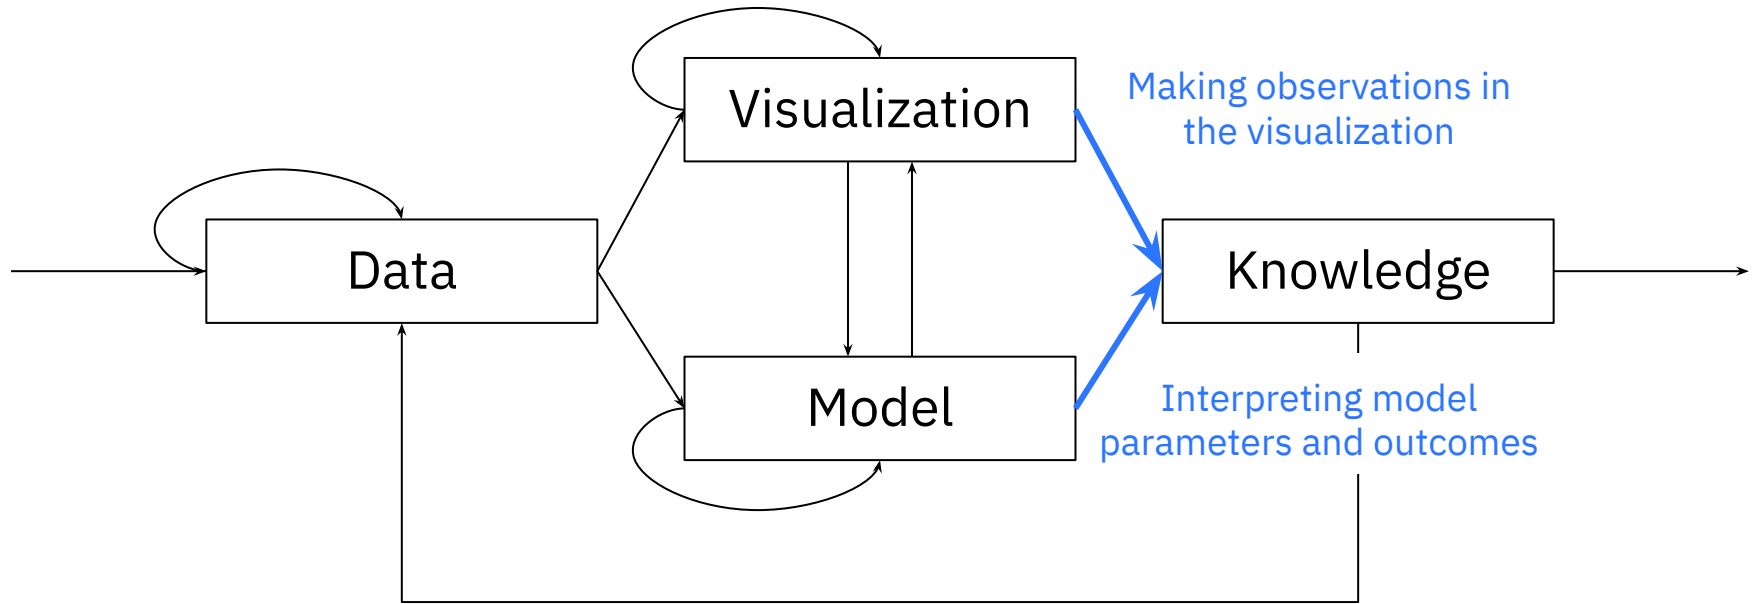 Visualization
Making observations in
the visualization
Data
Knowledge
Model
Interpreting model
parameters and outcomes